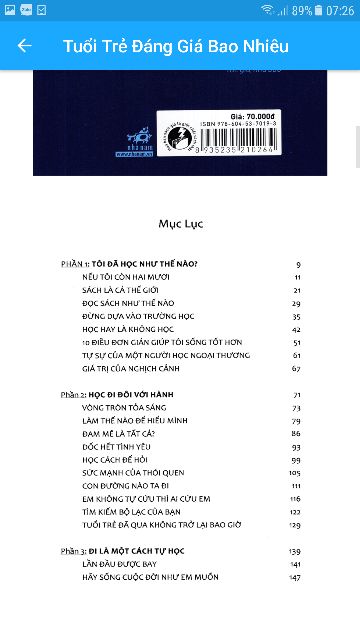 89% 07:26
Tuổi Trẻ Đáng Giá Bao Nhiêu
Giá: 70.000đ
ISBN 978-604-53-7019-3
8 935235 210264
nhã nam
Mục Lục
PHẦN 1: TÔI ĐÃ HỌC NHƯ THẾ NÀO? 9
NẾU TÔI CÒN HAI MƯƠI 11
SÁCH LÀ CẢ THẾ GIỚI 21
ĐỌC SÁCH NHƯ THẾ NÀO 29
ĐỪNG DỰA VÀO TRƯỜNG HỌC 35
HỌC HAY LÀ KHÔNG HỌC 42
10 ĐIỀU ĐƠN GIẢN GIÚP TÔI SỐNG TỐT HƠN 51
TỰ SỰ CỦA MỘT NGƯỜI HỌC NGOẠI THƯƠNG 61
GIÁ TRỊ CỦA NGHỊCH CẢNH 67
Phần 2: HỌC ĐI ĐÔI VỚI HÀNH 71
VÒNG TRÒN TỎA SÁNG 73
LÀM THẾ NÀO ĐỂ HIỂU MÌNH 79
ĐAM MÊ LÀ TẤT CẢ? 86
DỐC HẾT TÌNH YÊU 93
HỌC CÁCH ĐỂ HỎI 99
SỨC MẠNH CỦA THÓI QUEN 105
CON ĐƯỜNG NÀO TA ĐI 111
EM KHÔNG TỰ CỨU THÌ AI CỨU EM 116
TÌM KIẾM BỘ LẠC CỦA BẠN 122
TUỔI TRẺ ĐÃ QUA KHÔNG TRỞ LẠI BAO GIỜ 129
Phần 3: ĐI LÀ MỘT CÁCH TỰ HỌC 139
LẦN ĐẦU ĐƯỢC BAY 141
HÃY SỐNG CUỘC ĐỜI NHƯ EM MUỐN 147